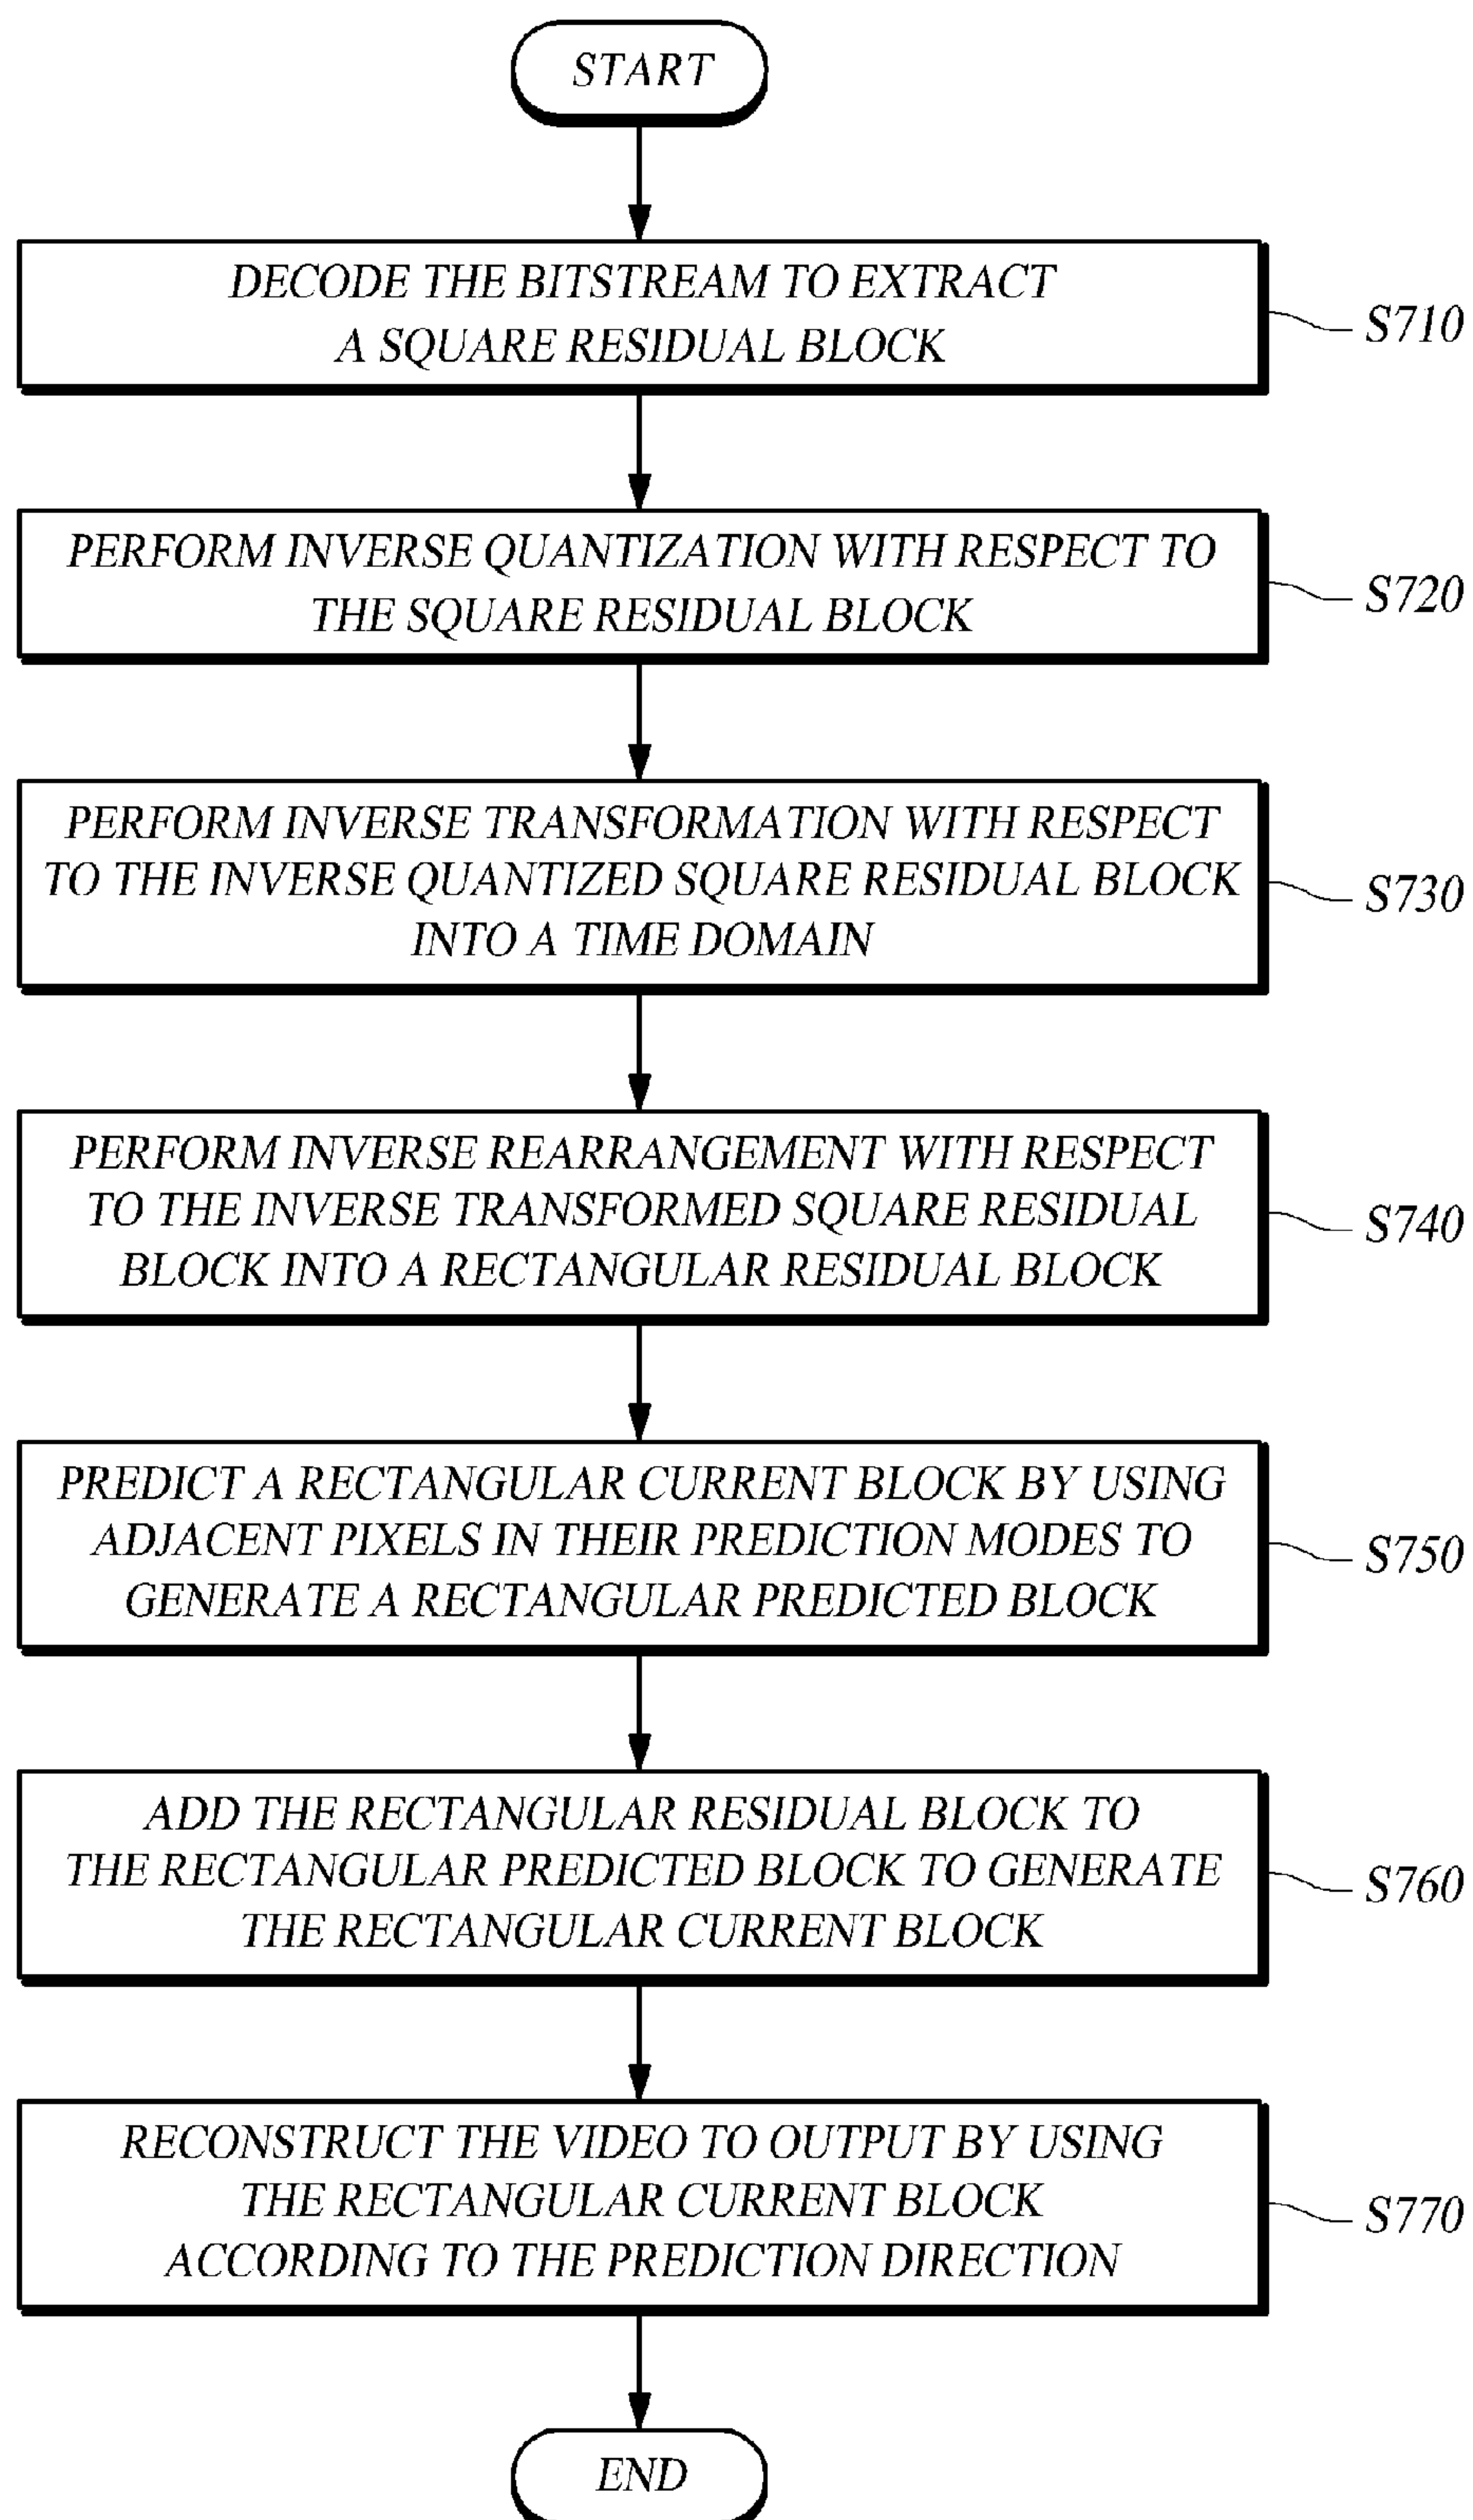 START
DECODE THE BITSTREAM TO EXTRACT
A SQUARE RESIDUAL BLOCK
S710
PERFORM INVERSE QUANTIZATION WITH RESPECT TO
THE SQUARE RESIDUAL BLOCK
S720
PERFORM INVERSE TRANSFORMATION WITH RESPECT
TO THE INVERSE QUANTIZED SQUARE RESIDUAL BLOCK
INTO A TIME DOMAIN
S730
PERFORM INVERSE REARRANGEMENT WITH RESPECT
TO THE INVERSE TRANSFORMED SQUARE RESIDUAL
BLOCK INTO A RECTANGULAR RESIDUAL BLOCK
S740
PREDICT A RECTANGULAR CURRENT BLOCK BY USING
ADJACENT PIXELS IN THEIR PREDICTION MODES TO
GENERATE A RECTANGULAR PREDICTED BLOCK
S750
ADD THE RECTANGULAR RESIDUAL BLOCK TO
THE RECTANGULAR PREDICTED BLOCK TO GENERATE
THE RECTANGULAR CURRENT BLOCK
S760
RECONSTRUCT THE VIDEO TO OUTPUT BY USING
THE RECTANGULAR CURRENT BLOCK
ACCORDING TO THE PREDICTION DIRECTION
S770
END